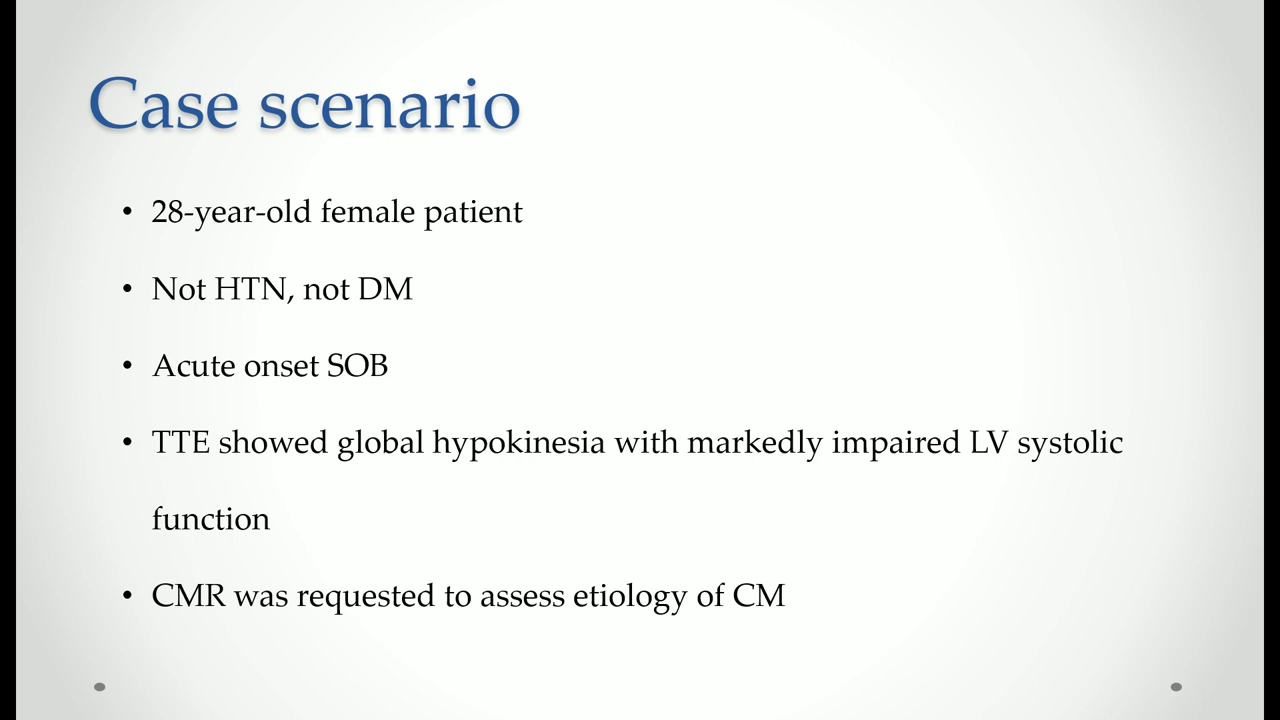 Case scenario
• 28-year-old female patient
• Not HTN, not DM
• Acute onset SOB
• TTE showed global hypokinesia with markedly impaired LV systolic
function
• CMR was requested to assess etiology of CM